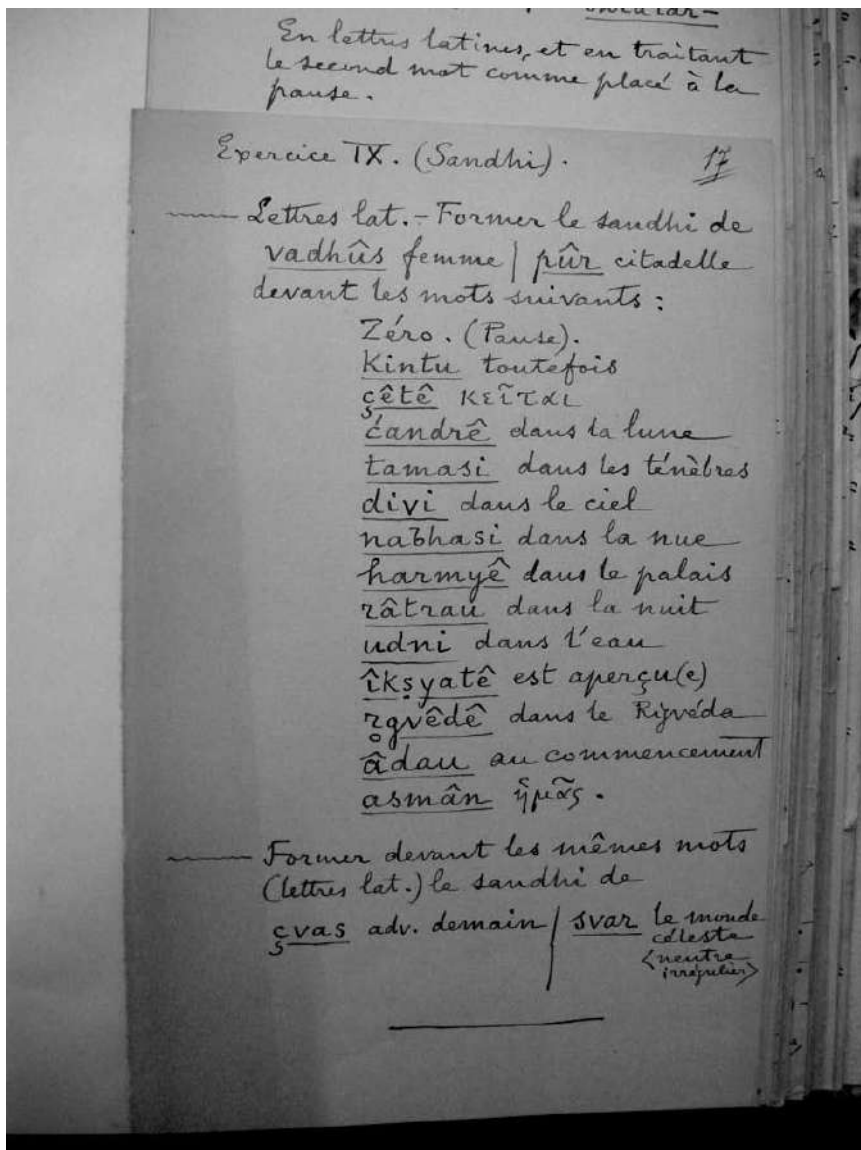 En lettres latines, et en traitant
le second mot comme placé à la
pause.
Exercice IX. (Sandhi). 17
Lettres lat. – Former le sandhi de
vadhûs femme | pûr citadelle
devant les mots suivants :
Zéro. (Pause).
kintu toutefois
çêtê κεῖται
ćandrê dans la lune
tamasi dans les ténèbres
divi dans le ciel
nabhasi dans la nue
harmyê dans le palais
râtrau dans la nuit
udni dans l'eau
îkṣyatê est aperçu(e)
r̥gvêdê dans le Rigvéda
âdau au commencement
asmân ἡμᾶς.
Former devant les mêmes mots
(lettres lat.) le sandhi de
çvas adv. demain / svar le monde
céleste
<neutre
irrégulier>